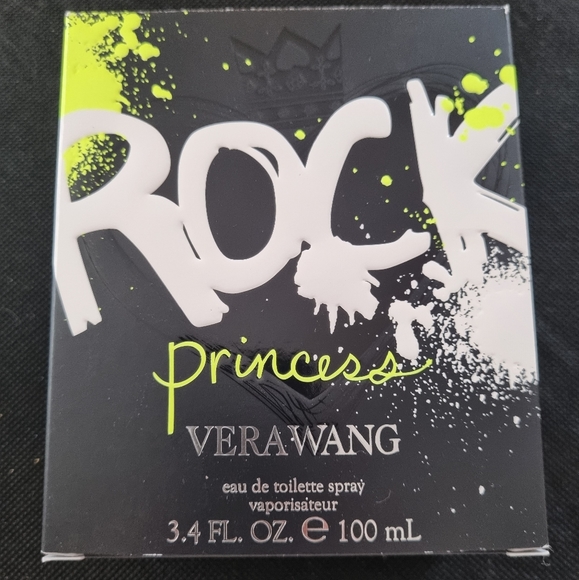 ROCK
princess
VERAWANG
eau de toilette spray
vaporisateur
3.4 FL. OZ. ℮ 100 mL